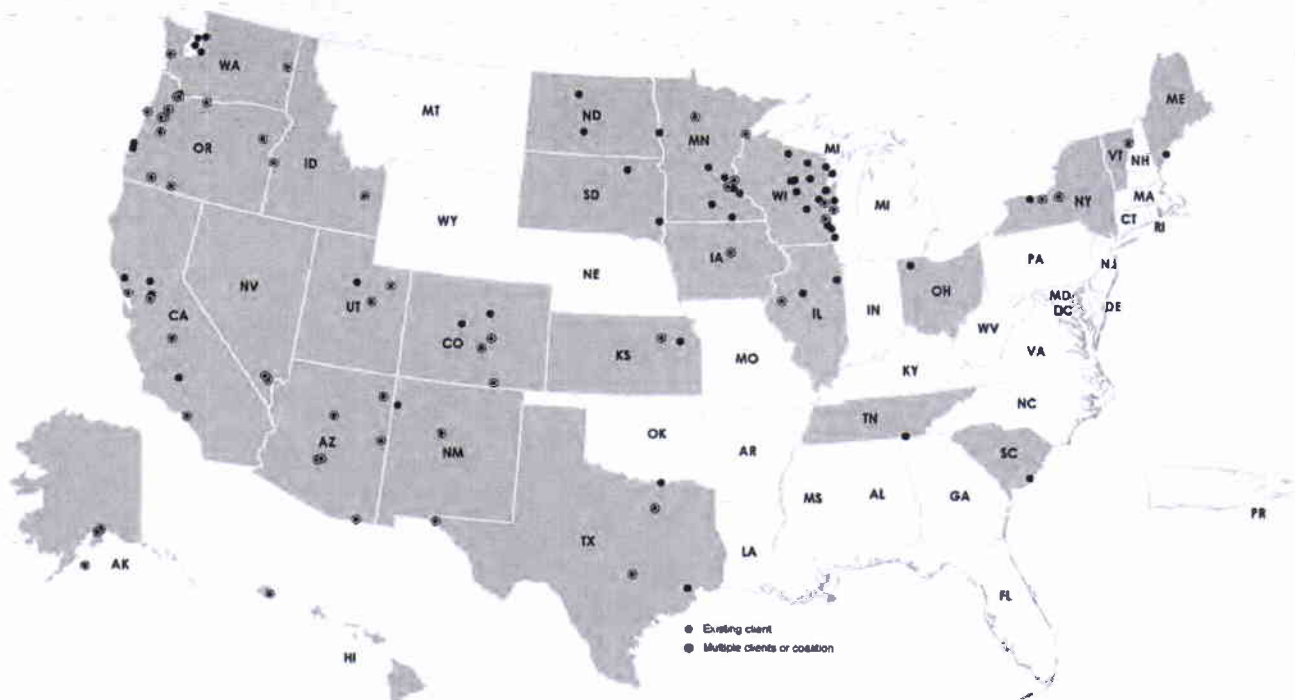 WA
MT
ND
MN
ME
VT
NH
OR
ID
SD
WI
MI
MI
NY
MA
CT
RI
WY
IA
NE
PA
NJ
NV
UT
CO
IL
IN
OH
MD
DC
DE
WV
VA
CA
KS
MO
KY
NC
TN
AZ
NM
OK
AR
SC
MS
AL
GA
PR
TX
LA
AK
FL
HI
Existing client
Multiple clients or coalition